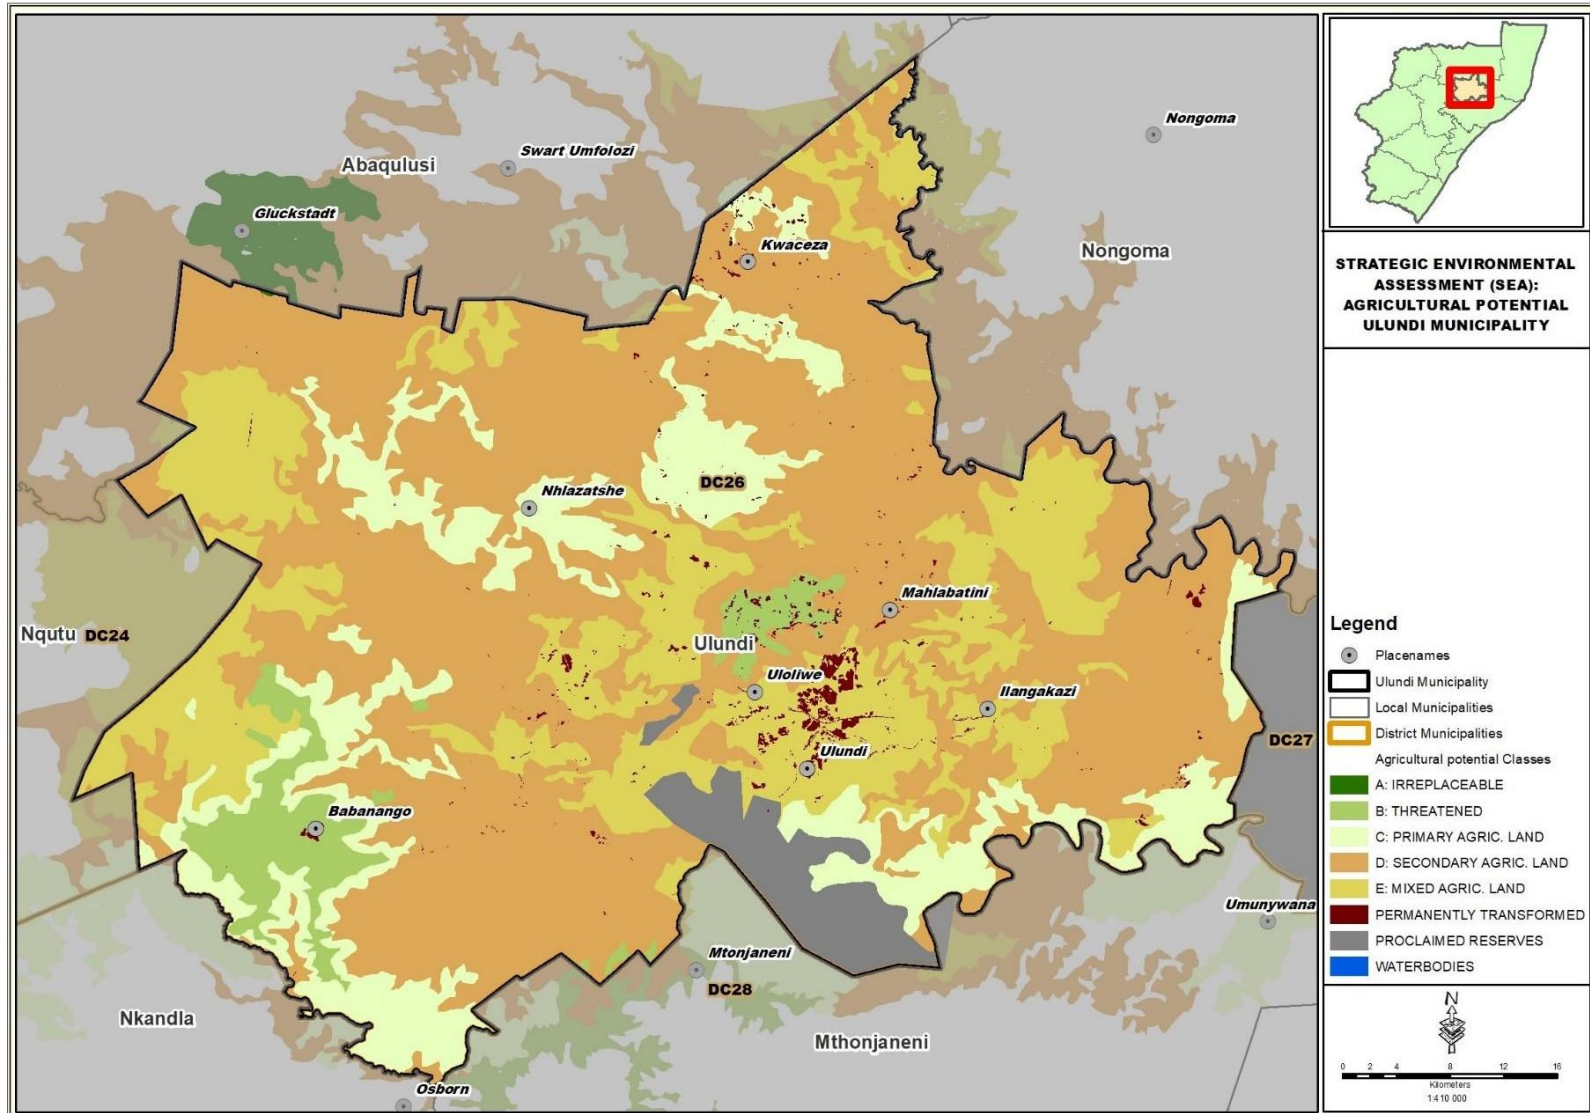 Nongoma
Swart Umfolozi
Abaqulusi
Gluckstadt
Nongoma
Kwaceza
DC26
Nhlazatshe
Mahlabatini
Nqutu DC24
Ulundi
Uloliwe
Ilangakazi
DC27
Ulundi
Babanango
Umunywana
Mtonjaneni
DC28
Nkandla
Mthonjaneni
Osborn
STRATEGIC ENVIRONMENTAL
ASSESSMENT (SEA):
AGRICULTURAL POTENTIAL
ULUNDI MUNICIPALITY
Legend
Placenames
Ulundi Municipality
Local Municipalities
District Municipalities
Agricultural potential Classes
A: IRREPLACEABLE
B: THREATENED
C: PRIMARY AGRIC. LAND
D: SECONDARY AGRIC. LAND
E: MIXED AGRIC. LAND
PERMANENTLY TRANSFORMED
PROCLAIMED RESERVES
WATERBODIES
N
0 2 4 8 12 16
Kilometers
1:410 000